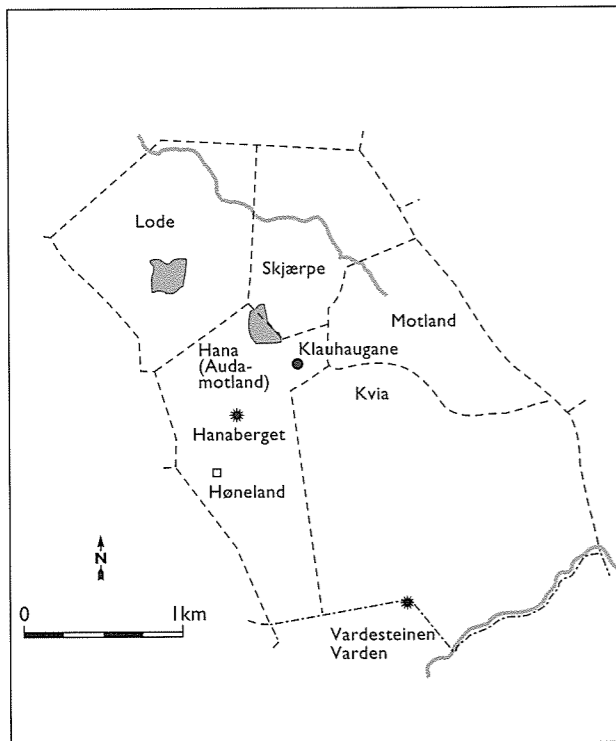 Lode
Skjærpe
Motland
Hana
(Auda-
motland)
Klauhaugane
Kvia
Hanaberget
Høneland
N
0 1km
Vardesteinen
Varden